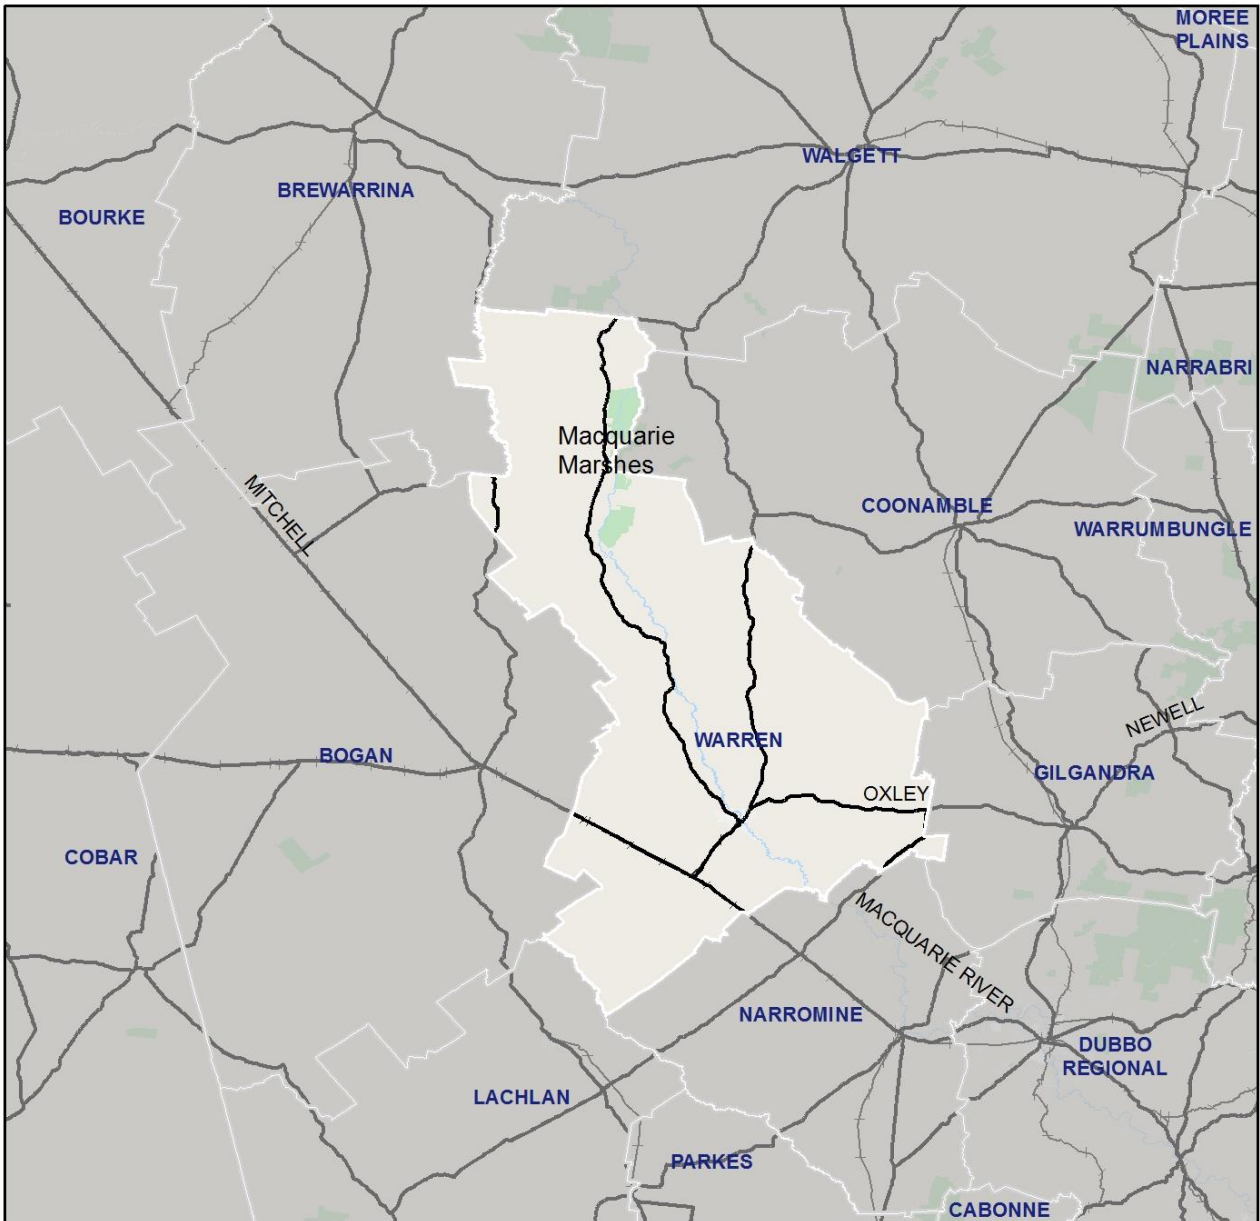 MOREE
PLAINS
WALGETT
BREWARRINA
BOURKE
NARRABRI
Macquarie
Marshes
MITCHELL
COONAMBLE
WARRUMBUNGLE
NEWELL
WARREN
BOGAN
GILGANDRA
OXLEY
COBAR
MACQUARIE RIVER
NARROMINE
DUBBO
REGIONAL
LACHLAN
PARKES
CABONNE